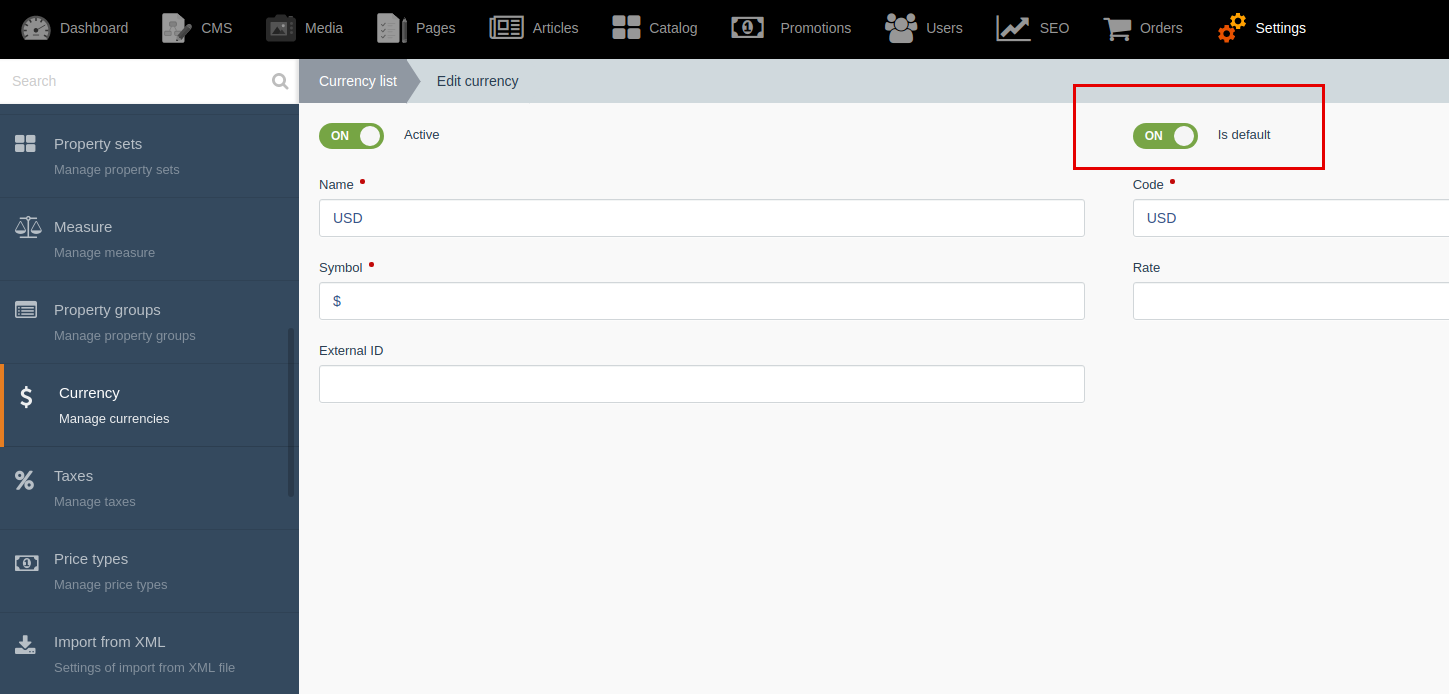 Dashboard CMS Media Pages Articles Catalog Promotions Users SEO Orders Settings
Search
Currency list Edit currency
ON Active ON Is default
Property sets
Manage property sets
Measure
Manage measure
Property groups
Manage property groups
Currency
Manage currencies
Taxes
Manage taxes
Price types
Manage price types
Import from XML
Settings of import from XML file
Name Code
USD USD
Symbol Rate
$
External ID